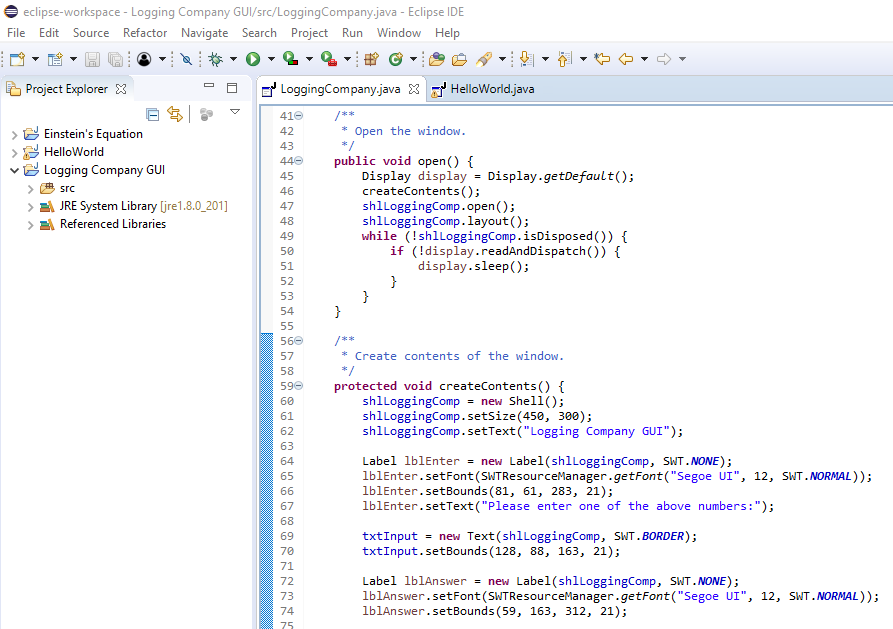 eclipse-workspace - Logging Company GUI/src/LoggingCompany.java - Eclipse IDE
File Edit Source Refactor Navigate Search Project Run Window Help
Project Explorer
LoggingCompany.java HelloWorld.java
Einstein's Equation
HelloWorld
Logging Company GUI
src
JRE System Library [jre1.8.0_201]
Referenced Libraries
41 /**
42 * Open the window.
43 */
44 public void open() {
45 Display display = Display.getDefault();
46 createContents();
47 shlLoggingComp.open();
48 shlLoggingComp.layout();
49 while (!shlLoggingComp.isDisposed()) {
50 if (!display.readAndDispatch()) {
51 display.sleep();
52 }
53 }
54 }
55
56 /**
57 * Create contents of the window.
58 */
59 protected void createContents() {
60 shlLoggingComp = new Shell();
61 shlLoggingComp.setSize(450, 300);
62 shlLoggingComp.setText("Logging Company GUI");
63
64 Label lblEnter = new Label(shlLoggingComp, SWT.NONE);
65 lblEnter.setFont(SWTResourceManager.getFont("Segoe UI", 12, SWT.NORMAL));
66 lblEnter.setBounds(81, 61, 283, 21);
67 lblEnter.setText("Please enter one of the above numbers:");
68
69 txtInput = new Text(shlLoggingComp, SWT.BORDER);
70 txtInput.setBounds(128, 88, 163, 21);
71
72 Label lblAnswer = new Label(shlLoggingComp, SWT.NONE);
73 lblAnswer.setFont(SWTResourceManager.getFont("Segoe UI", 12, SWT.NORMAL));
74 lblAnswer.setBounds(59, 163, 312, 21);
75